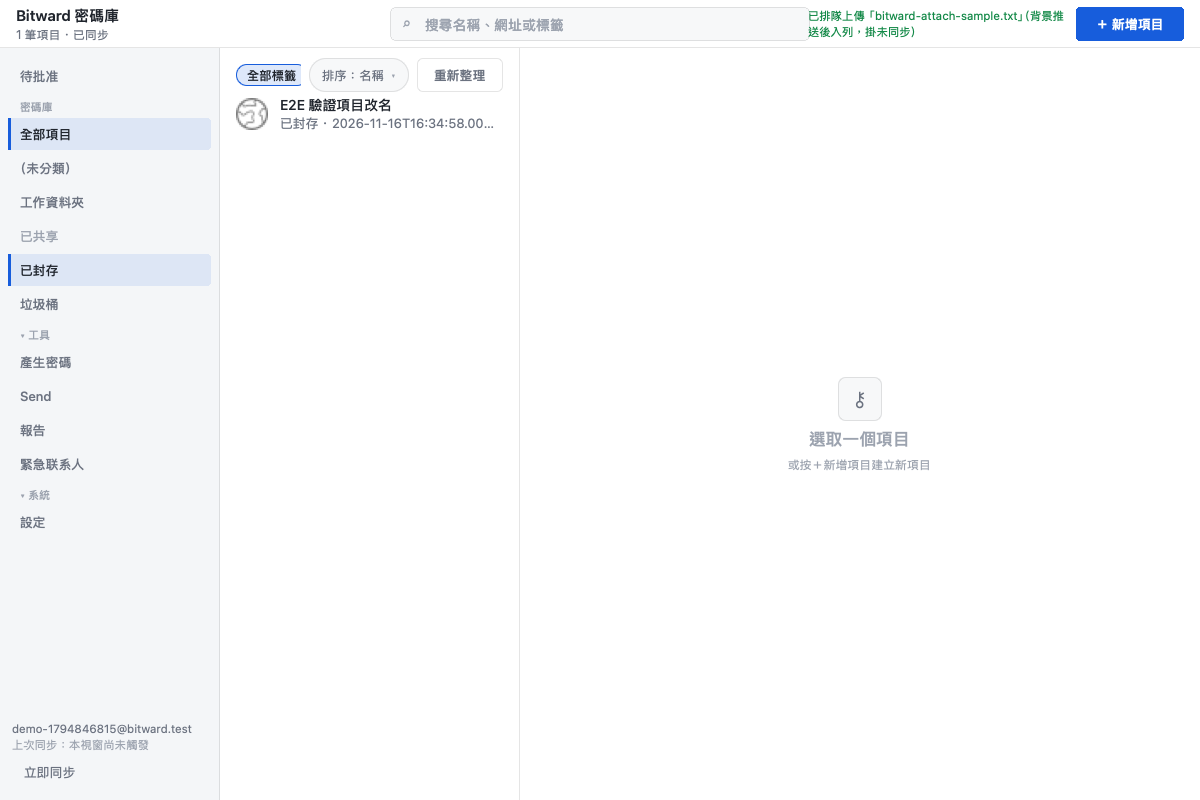 Bitward 密碼庫
1 筆項目 · 已同步
搜尋名稱、網址或標籤
已排隊上傳「bitward-attach-sample.txt」(背景推
送後入列，掛未同步)
+ 新增項目
待批准
密碼庫
全部項目
(未分類)
工作資料夾
已共享
已封存
垃圾桶
工具
產生密碼
Send
報告
緊急联系人
系統
設定
demo-1794846815@bitward.test
上次同步：本視窗尚未觸發
立即同步
全部標籤
排序：名稱
重新整理
E2E 驗證項目改名
已封存 · 2026-11-16T16:34:58.00...
選取一個項目
或按＋新增項目建立新項目